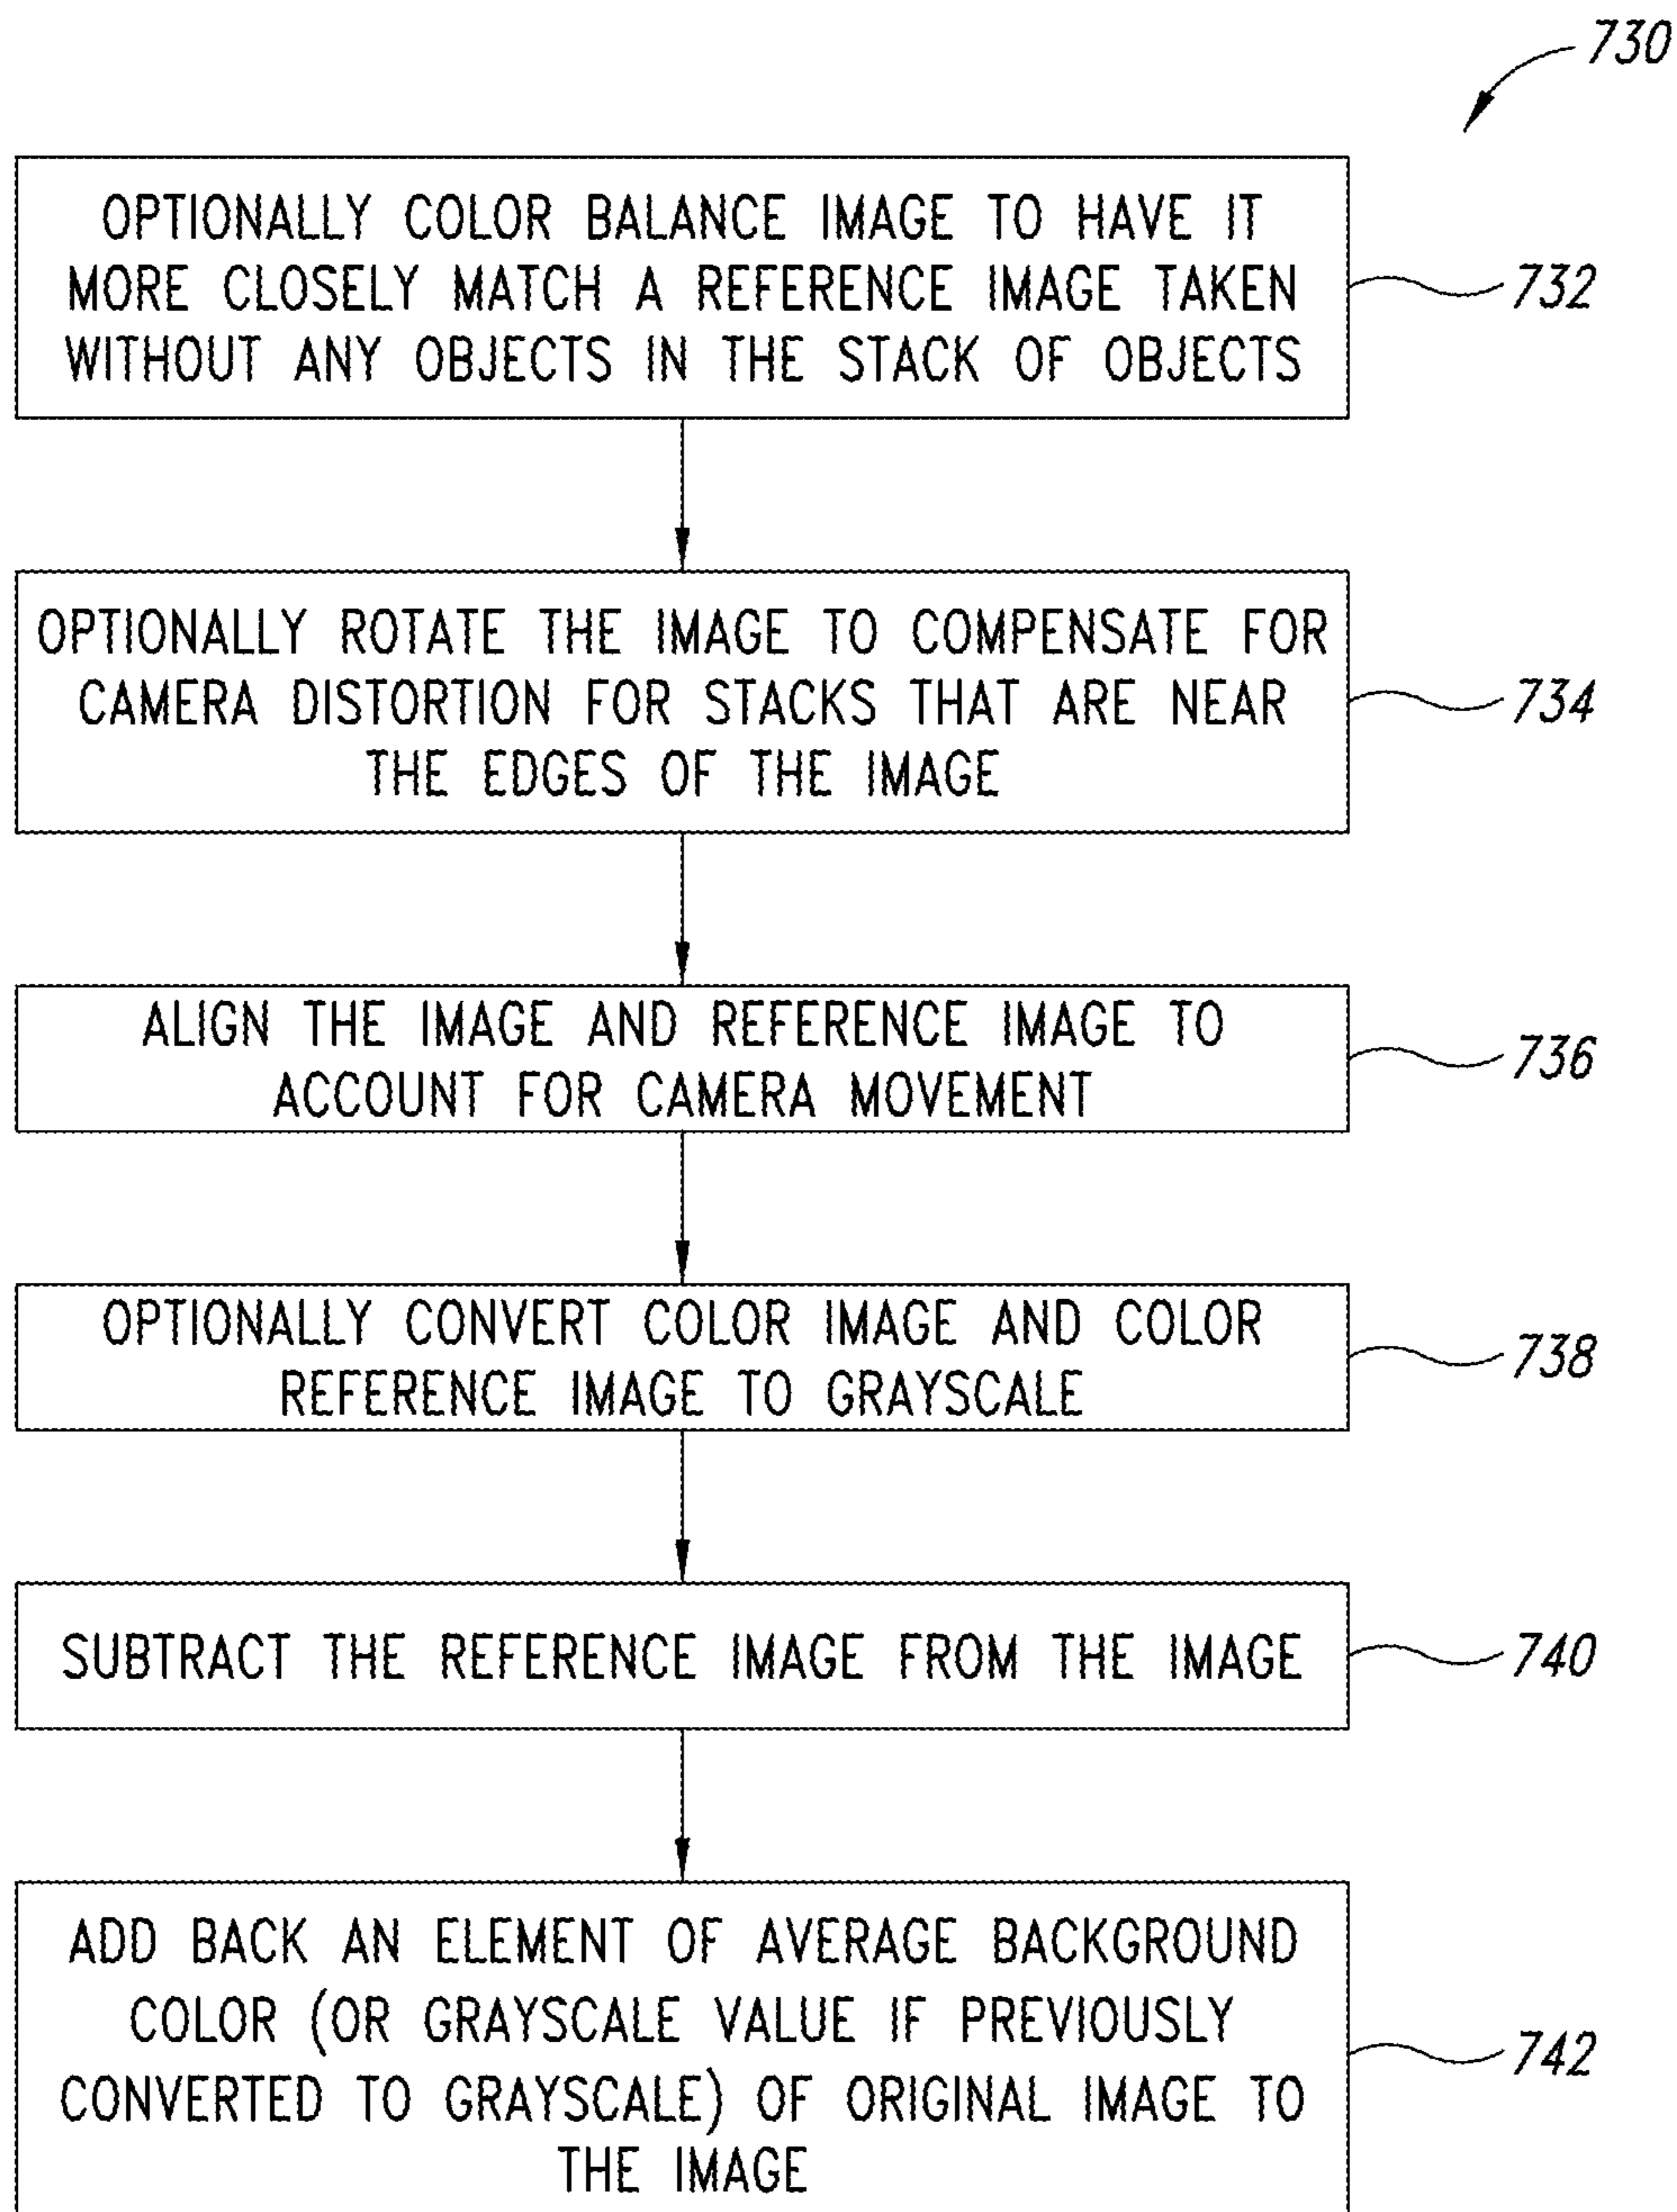 730
OPTIONALLY COLOR BALANCE IMAGE TO HAVE IT
MORE CLOSELY MATCH A REFERENCE IMAGE TAKEN
WITHOUT ANY OBJECTS IN THE STACK OF OBJECTS
732
OPTIONALLY ROTATE THE IMAGE TO COMPENSATE FOR
CAMERA DISTORTION FOR STACKS THAT ARE NEAR
THE EDGES OF THE IMAGE
734
ALIGN THE IMAGE AND REFERENCE IMAGE TO
ACCOUNT FOR CAMERA MOVEMENT
736
OPTIONALLY CONVERT COLOR IMAGE AND COLOR
REFERENCE IMAGE TO GRAYSCALE
738
SUBTRACT THE REFERENCE IMAGE FROM THE IMAGE
740
ADD BACK AN ELEMENT OF AVERAGE BACKGROUND
COLOR (OR GRAYSCALE VALUE IF PREVIOUSLY
CONVERTED TO GRAYSCALE) OF ORIGINAL IMAGE TO
THE IMAGE
742